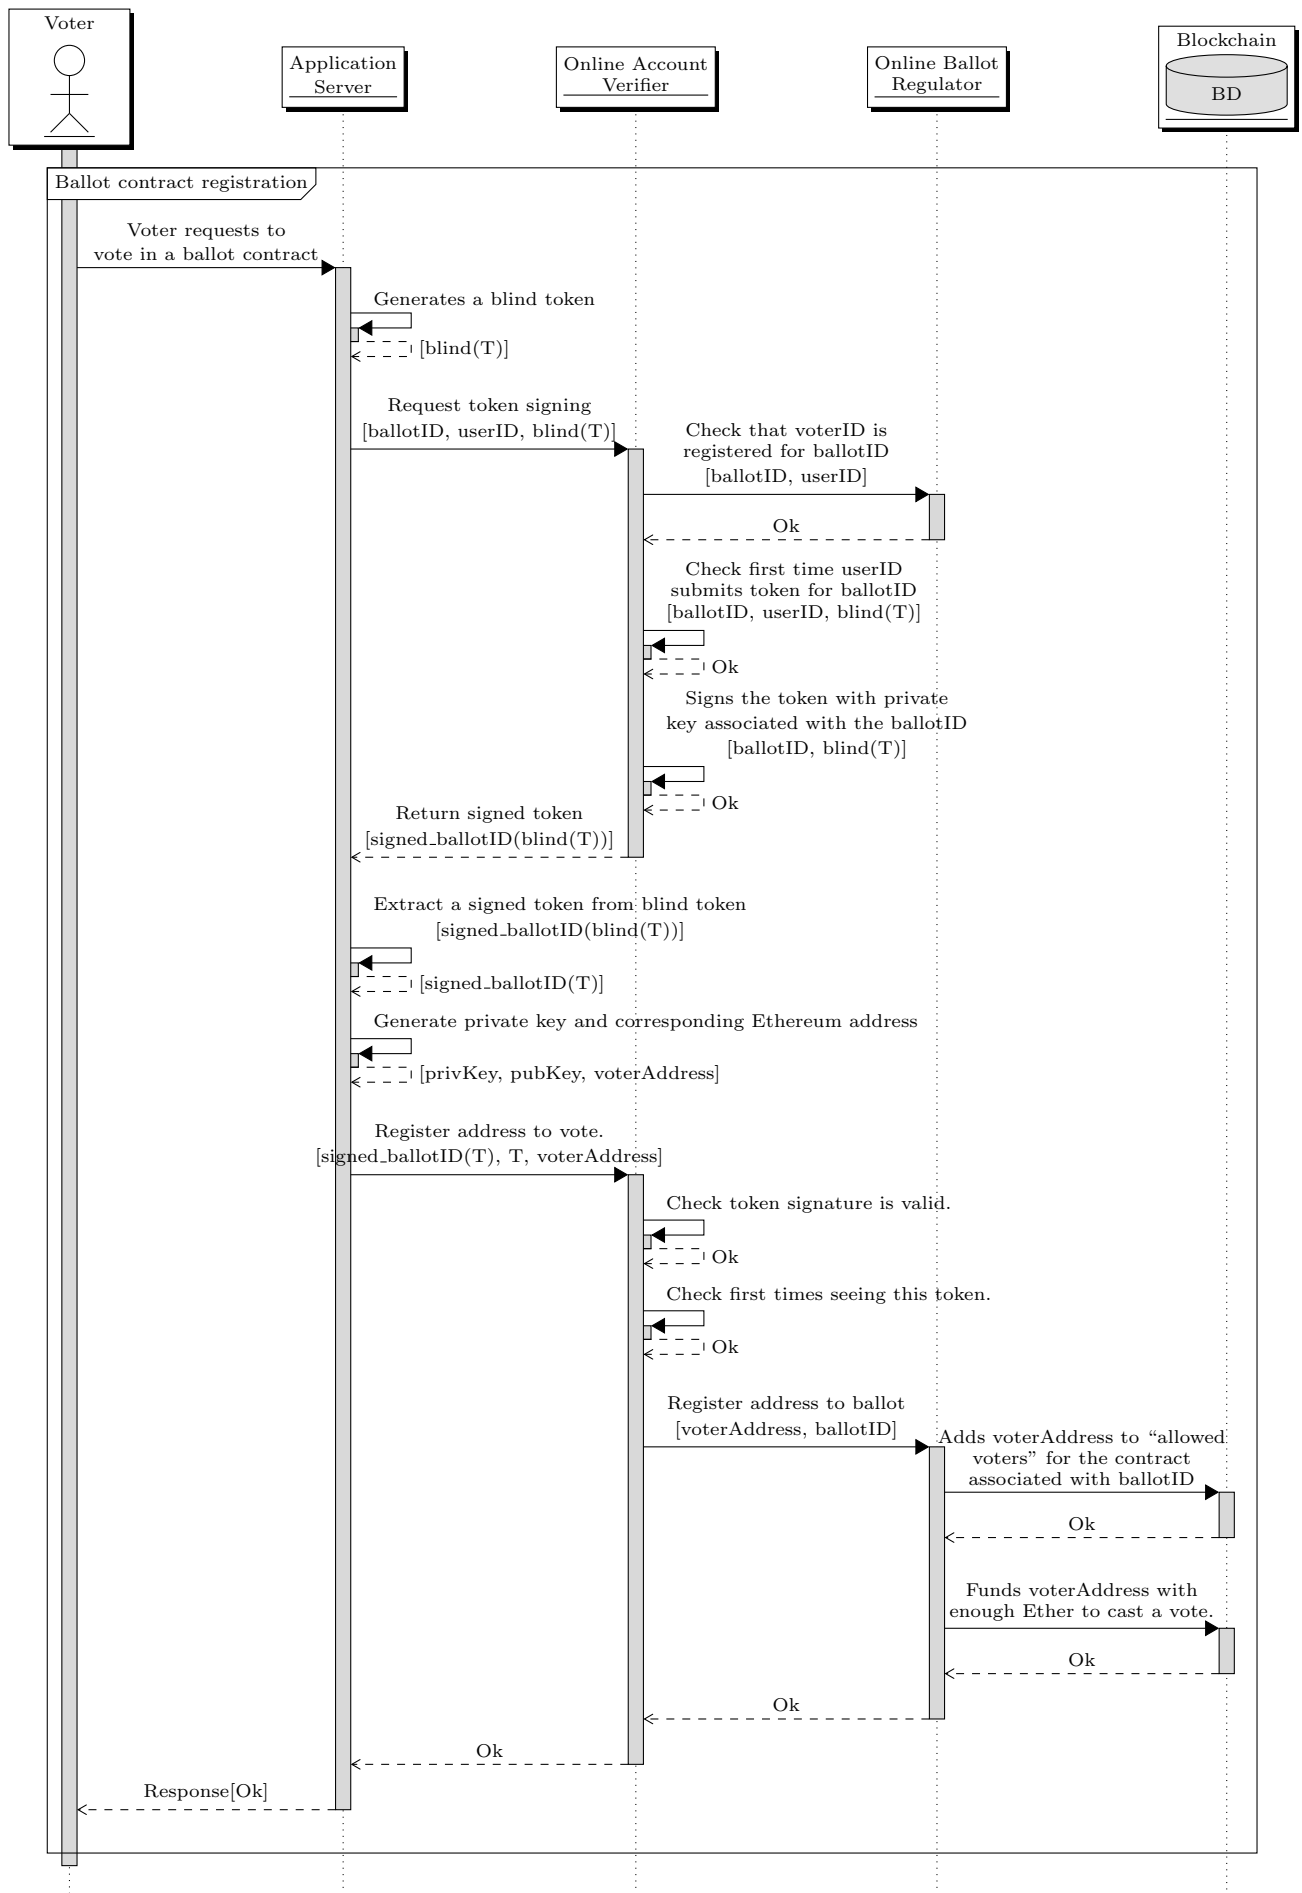 Voter
Application
Server
Online Account
Verifier
Online Ballot
Regulator
Blockchain
BD
Ballot contract registration
Voter requests to
vote in a ballot contract
Generates a blind token
[blind(T)]
Request token signing
[ballotID, userID, blind(T)]
Check that voterID is
registered for ballotID
[ballotID, userID]
Ok
Check first time userID
submits token for ballotID
[ballotID, userID, blind(T)]
Ok
Signs the token with private
key associated with the ballotID
[ballotID, blind(T)]
Ok
Return signed token
[signed_ballotID(blind(T))]
Extract a signed token from blind token
[signed_ballotID(blind(T))]
[signed_ballotID(T)]
Generate private key and corresponding Ethereum address
[privKey, pubKey, voterAddress]
Register address to vote.
[signed_ballotID(T), T, voterAddress]
Check token signature is valid.
Ok
Check first times seeing this token.
Ok
Register address to ballot
[voterAddress, ballotID]
Adds voterAddress to “allowed
voters” for the contract
associated with ballotID
Ok
Funds voterAddress with
enough Ether to cast a vote.
Ok
Ok
Ok
Response[Ok]